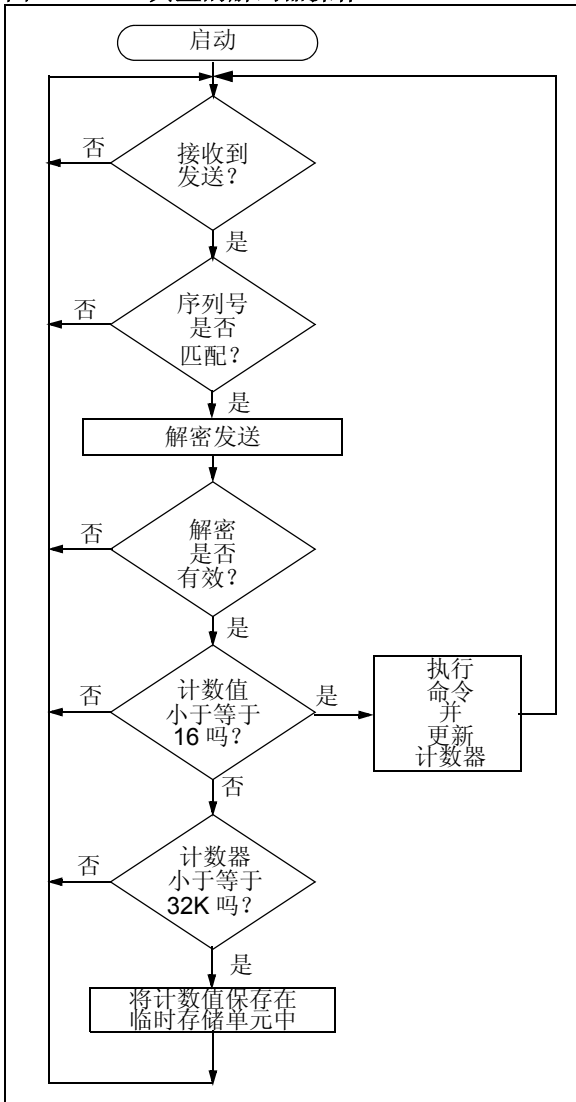 启动
接收到
发送？
否
是
序列号
是否
匹配？
否
是
解密发送
解密
是否
有效？
否
是
计数值
小于等于
16 吗？
否
是
执行
命令
并
更新
计数器
否
计数器
小于等于
32K 吗？
否
是
将计数值保存在
临时存储单元中